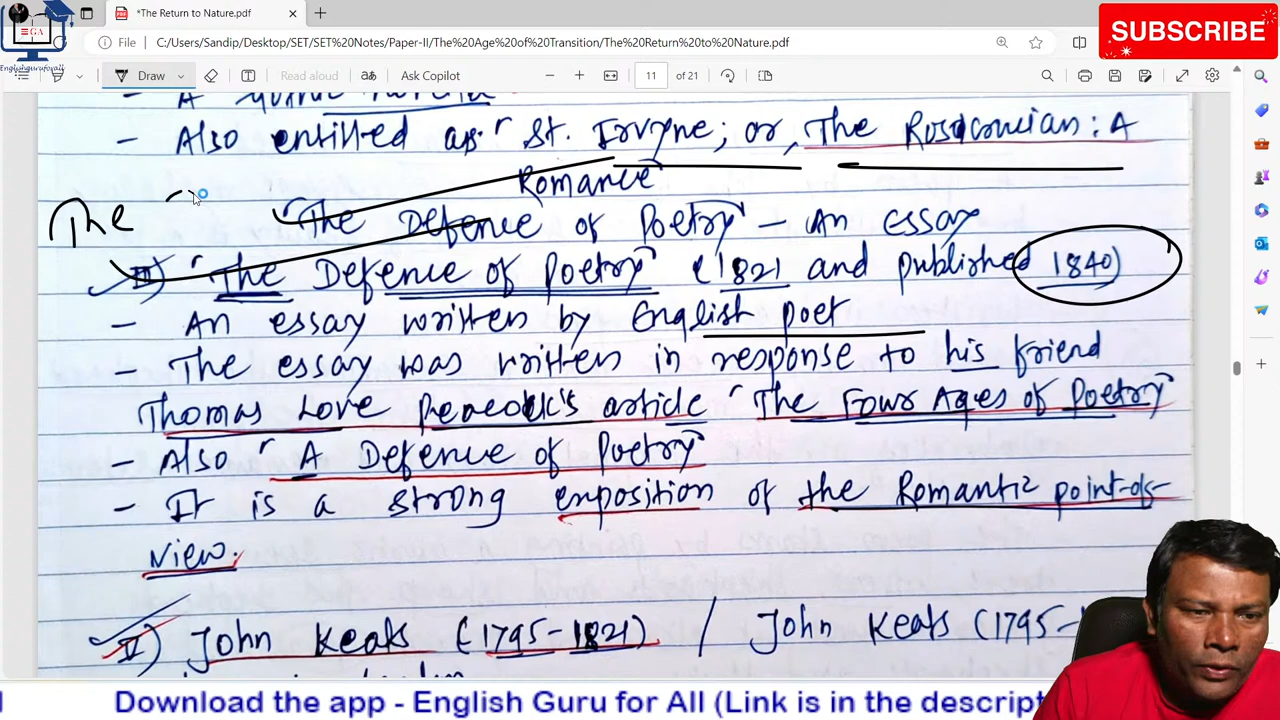 *The Return to Nature.pdf
SUBSCRIBE
GA
Englishguruforall
File C:/Users/Sandip/Desktop/SET/SET%20Notes/Paper-II/The%20Age%20of%20Transition/The%20Return%20to%20Nature.pdf
Draw Read aloud Ask Copilot 11 of 21
- A
- Also entitled as " St. Irvyne; or, The Rosicrucian: A
Romance"
The
"The Defence of Poetry" - An essay
III) "The Defence of Poetry" (1821 and published 1840)
- An essay written by English poet
- The essay was written in response to his friend
Thomas Love Peacock's article "The Four Ages of Poetry"
Also " A Defence of Poetry"
- It is a strong exposition of the Romantic point-of-
view.
V) John Keats (1795-1821) / John Keats (1795-
Download the app - English Guru for All (Link is in the descrip